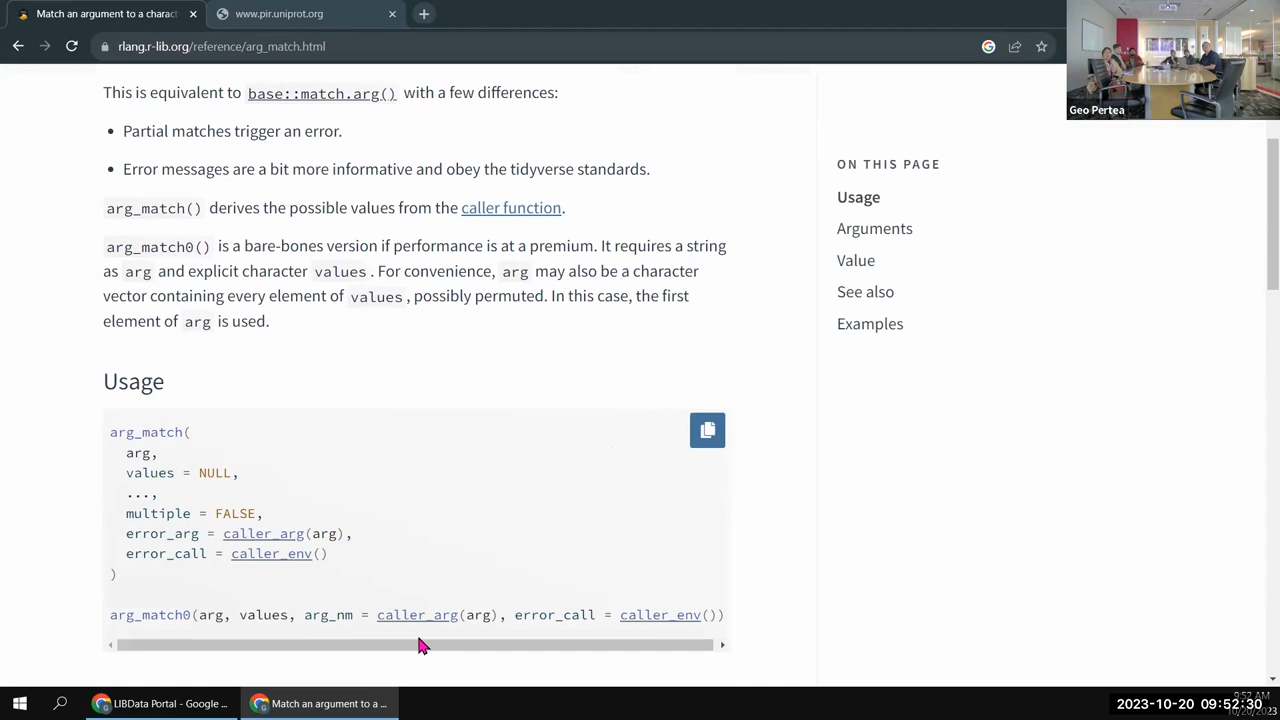 Match an argument to a charac
www.pir.uniprot.org
rlang.r-lib.org/reference/arg_match.html
Geo Pertea
This is equivalent to base::match.arg() with a few differences:
Partial matches trigger an error.
Error messages are a bit more informative and obey the tidyverse standards.
arg_match() derives the possible values from the caller function.
arg_match0() is a bare-bones version if performance is at a premium. It requires a string
as arg and explicit character values. For convenience, arg may also be a character
vector containing every element of values, possibly permuted. In this case, the first
element of arg is used.
Usage
arg_match(
arg,
values = NULL,
...,
multiple = FALSE,
error_arg = caller_arg(arg),
error_call = caller_env()
)
arg_match0(arg, values, arg_nm = caller_arg(arg), error_call = caller_env())
ON THIS PAGE
Usage
Arguments
Value
See also
Examples
LIBData Portal - Google ...
Match an argument to a ...
9:52 AM
2023-10-20 09:52:30
10/20/2023